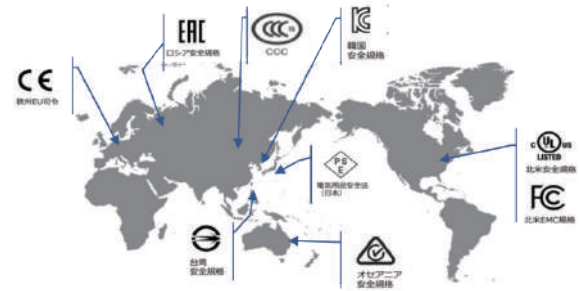 CE
欧州EU司令
EAC
ロシア安全規格
CCC S
CCC
韓国
安全規格
PS
E
電気用品安全法
(日本)
C UL US
LISTED
北米安全規格
FC
北米EMC規格
台湾
安全規格
オセアニア
安全規格